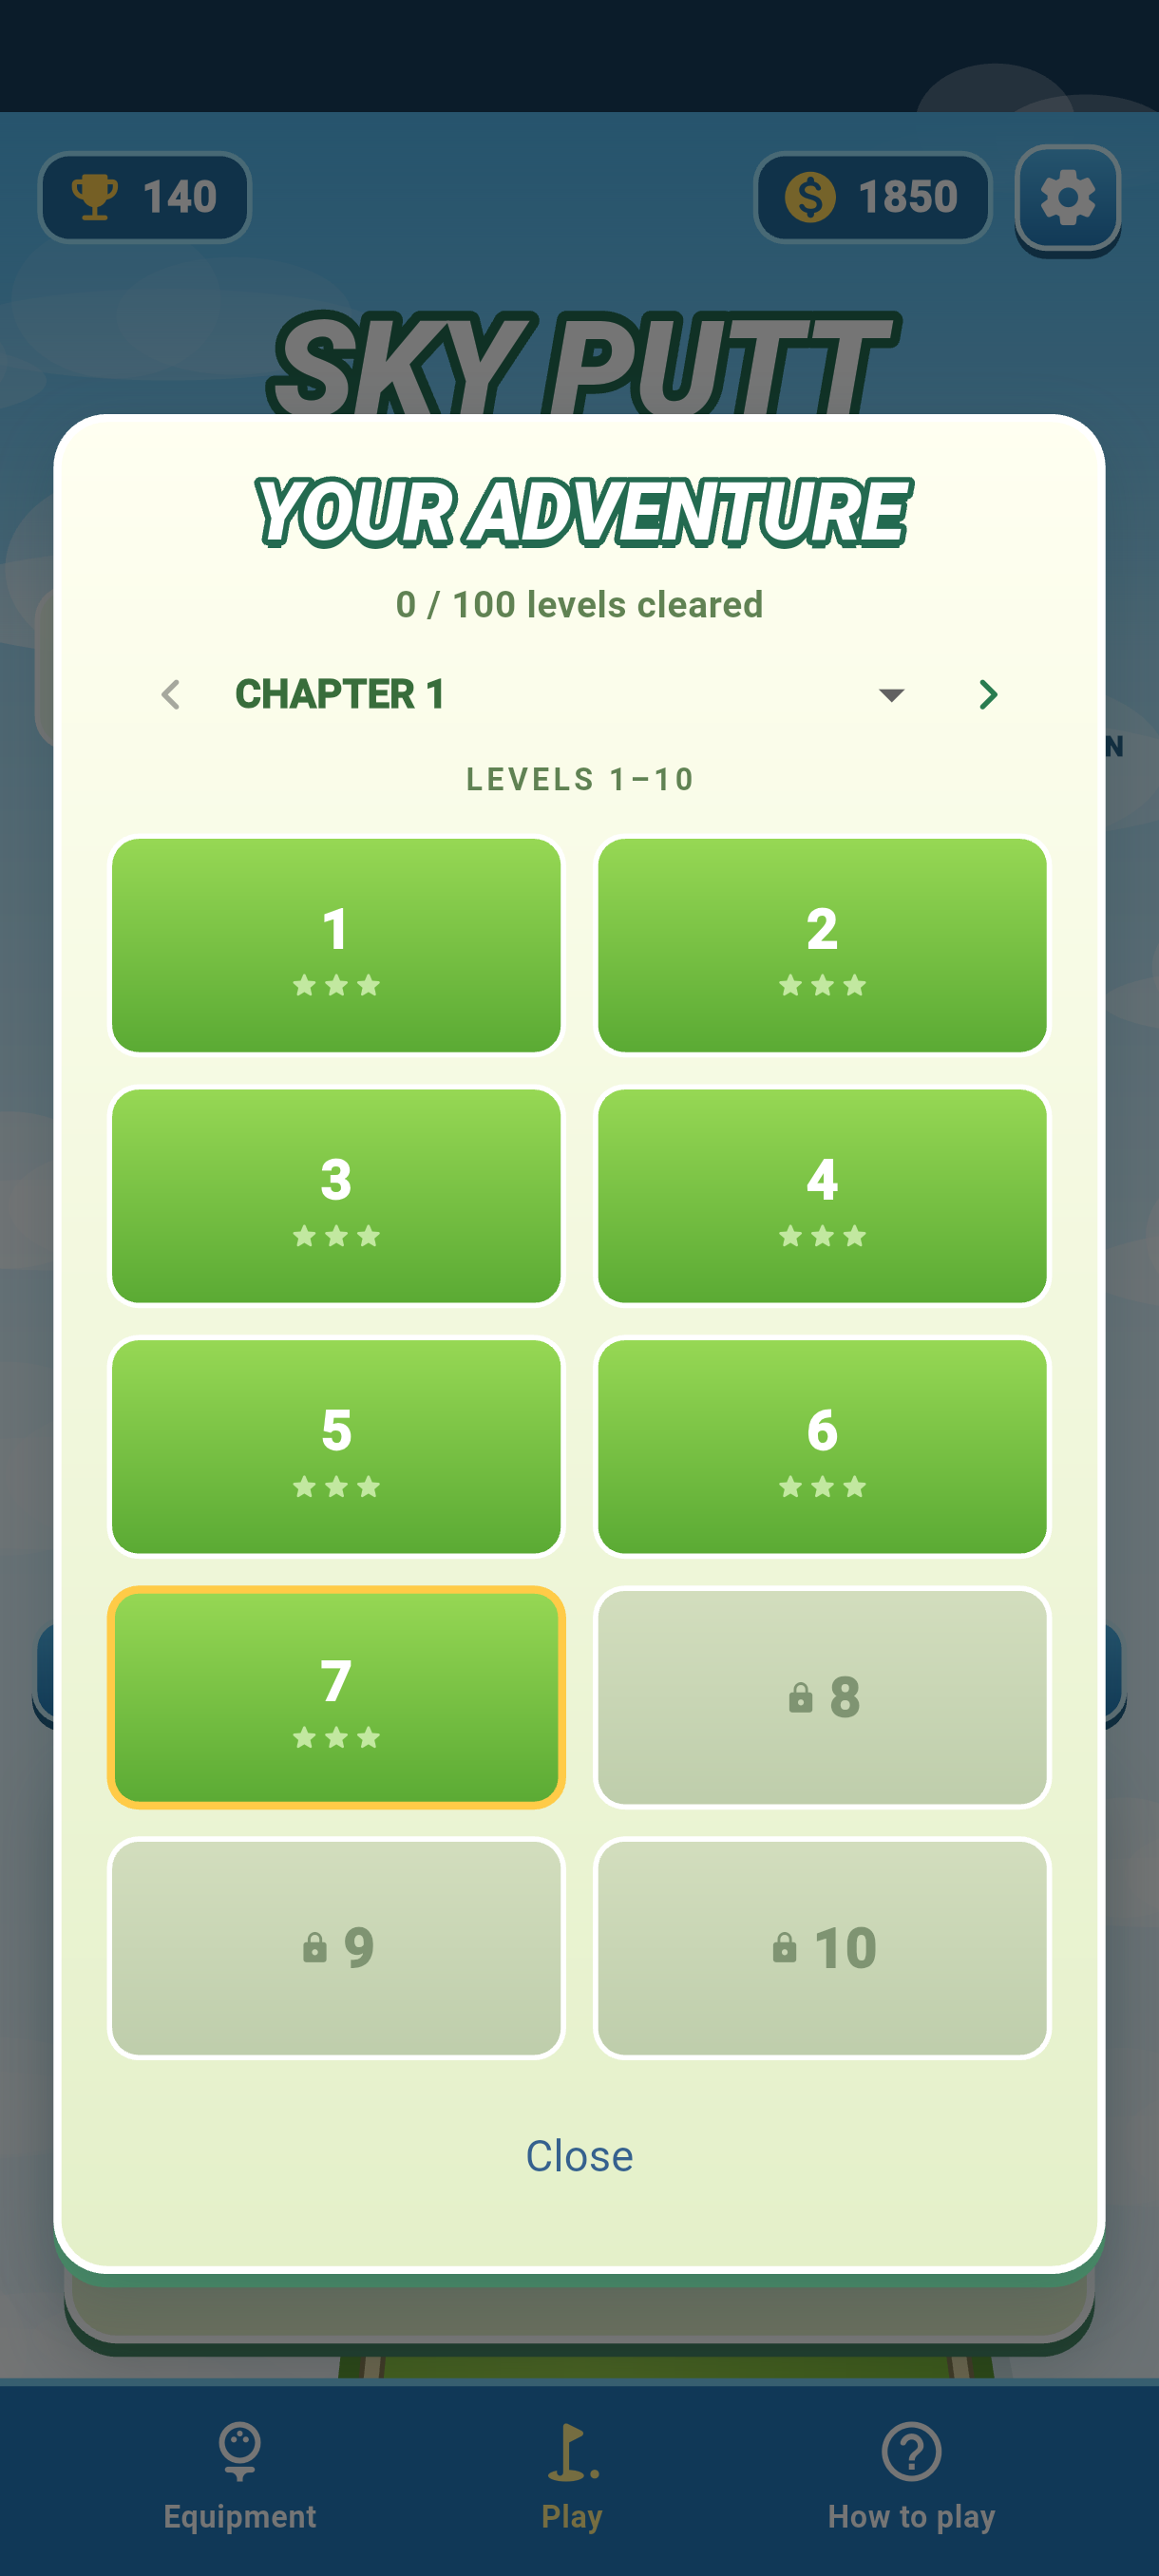 140
1850
SKY PUTT
YOUR ADVENTURE
0 / 100 levels cleared
CHAPTER 1
N
LEVELS 1–10
1
2
3
4
5
6
7
8
9
10
Close
Equipment
Play
How to play